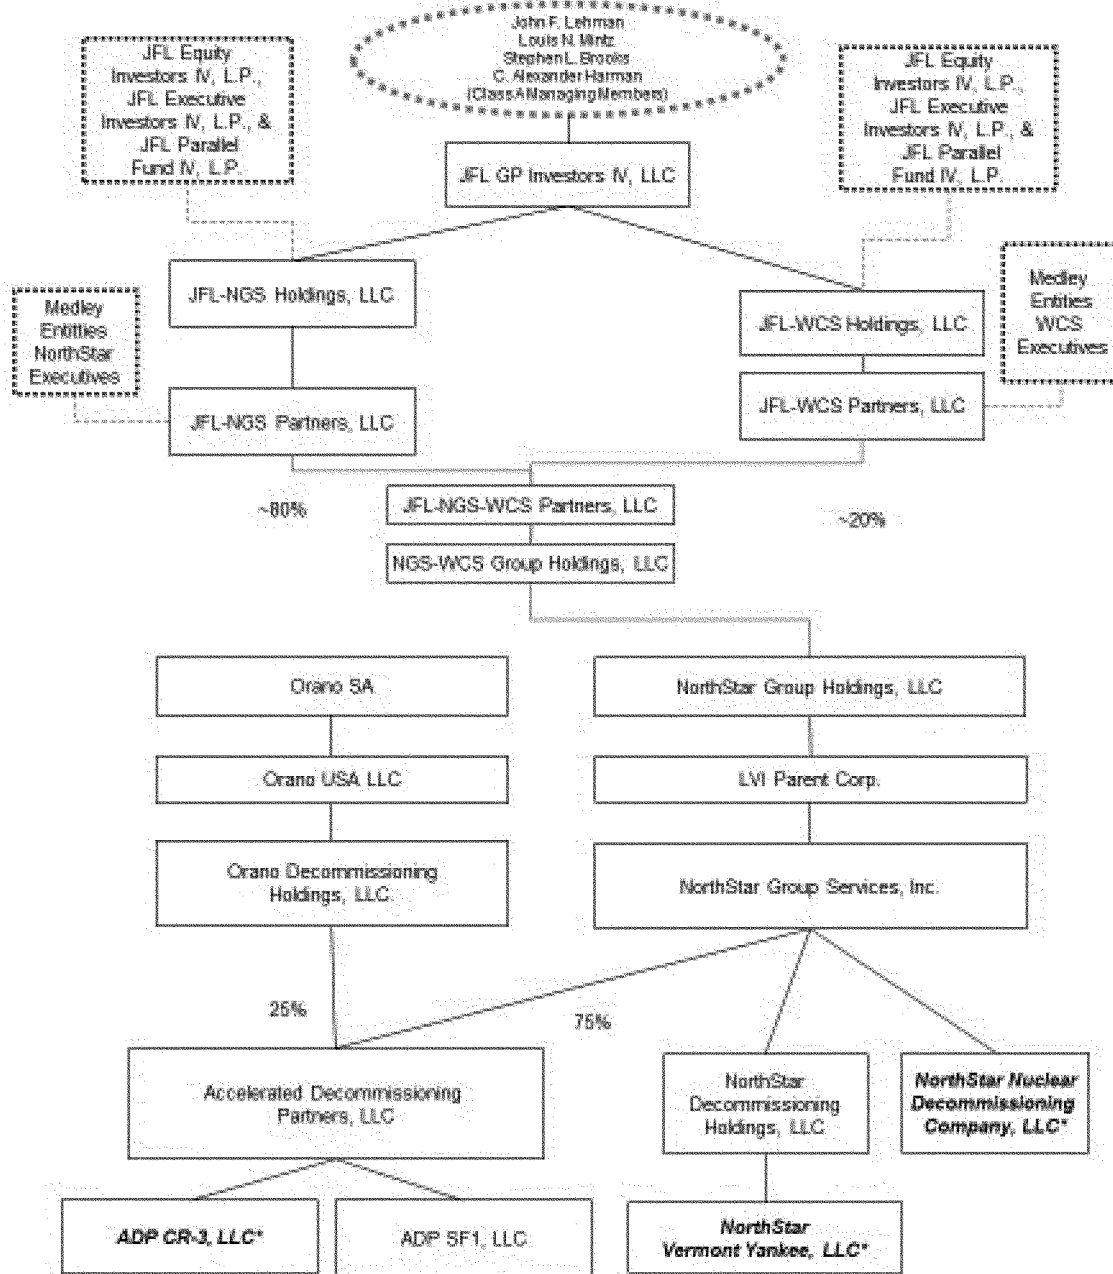 John F. Lehman
Louis N. Mintz
Stephen L. Brooks
C. Alexander Harman
(Class A Managing Members)
JFL Equity
Investors IV, L.P.,
JFL Executive
Investors IV, L.P., &
JFL Parallel
Fund IV, L.P.
JFL Equity
Investors IV, L.P.,
JFL Executive
Investors IV, L.P., &
JFL Parallel
Fund IV, L.P.
JFL GP Investors IV, LLC
JFL-NGS Holdings, LLC
JFL-WCS Holdings, LLC
Medley
Entities
NorthStar
Executives
Medley
Entities
WCS
Executives
JFL-NGS Partners, LLC
JFL-WCS Partners, LLC
~80%
JFL-NGS-WCS Partners, LLC
~20%
NGS-WCS Group Holdings, LLC
Orano SA
NorthStar Group Holdings, LLC
Orano USA LLC
LVI Parent Corp.
Orano Decommissioning
Holdings, LLC
NorthStar Group Services, Inc.
25%
75%
Accelerated Decommissioning
Partners, LLC
NorthStar
Decommissioning
Holdings, LLC
NorthStar Nuclear
Decommissioning
Company, LLC*
ADP CR-3, LLC*
ADP SF1, LLC
NorthStar
Vermont Yankee, LLC*